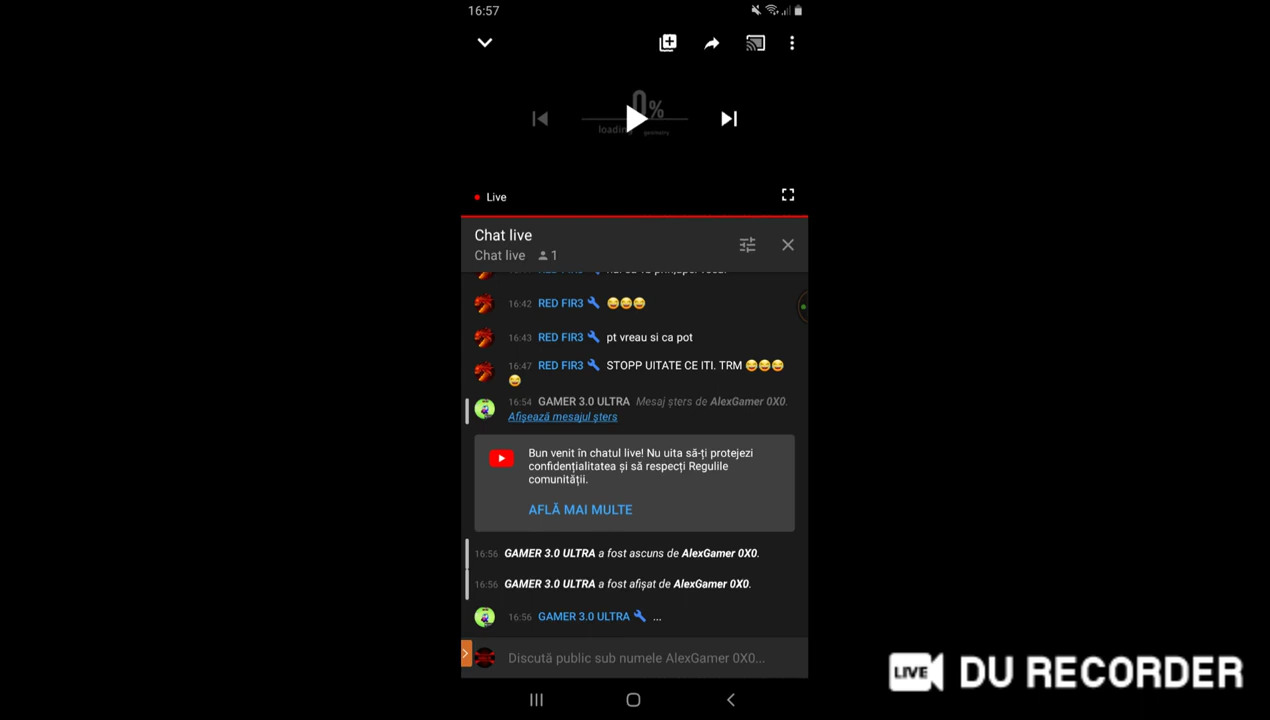 16:57
0%
loading
Live
Chat live
Chat live 1
16:42 RED FIR3 😂😂😂
16:43 RED FIR3 pt vreau si ca pot
16:47 RED FIR3 STOPP UITATE CE ITI. TRM 😂😂😂
😂
16:54 GAMER 3.0 ULTRA Mesaj șters de AlexGamer 0X0.
Afișează mesajul șters
Bun venit în chatul live! Nu uita să-ți protejezi
confidențialitatea și să respecți Regulile
comunității.
AFLĂ MAI MULTE
16:56 GAMER 3.0 ULTRA a fost ascuns de AlexGamer 0X0.
16:56 GAMER 3.0 ULTRA a fost afișat de AlexGamer 0X0.
16:56 GAMER 3.0 ULTRA ...
Discută public sub numele AlexGamer 0X0...
LIVE DU RECORDER